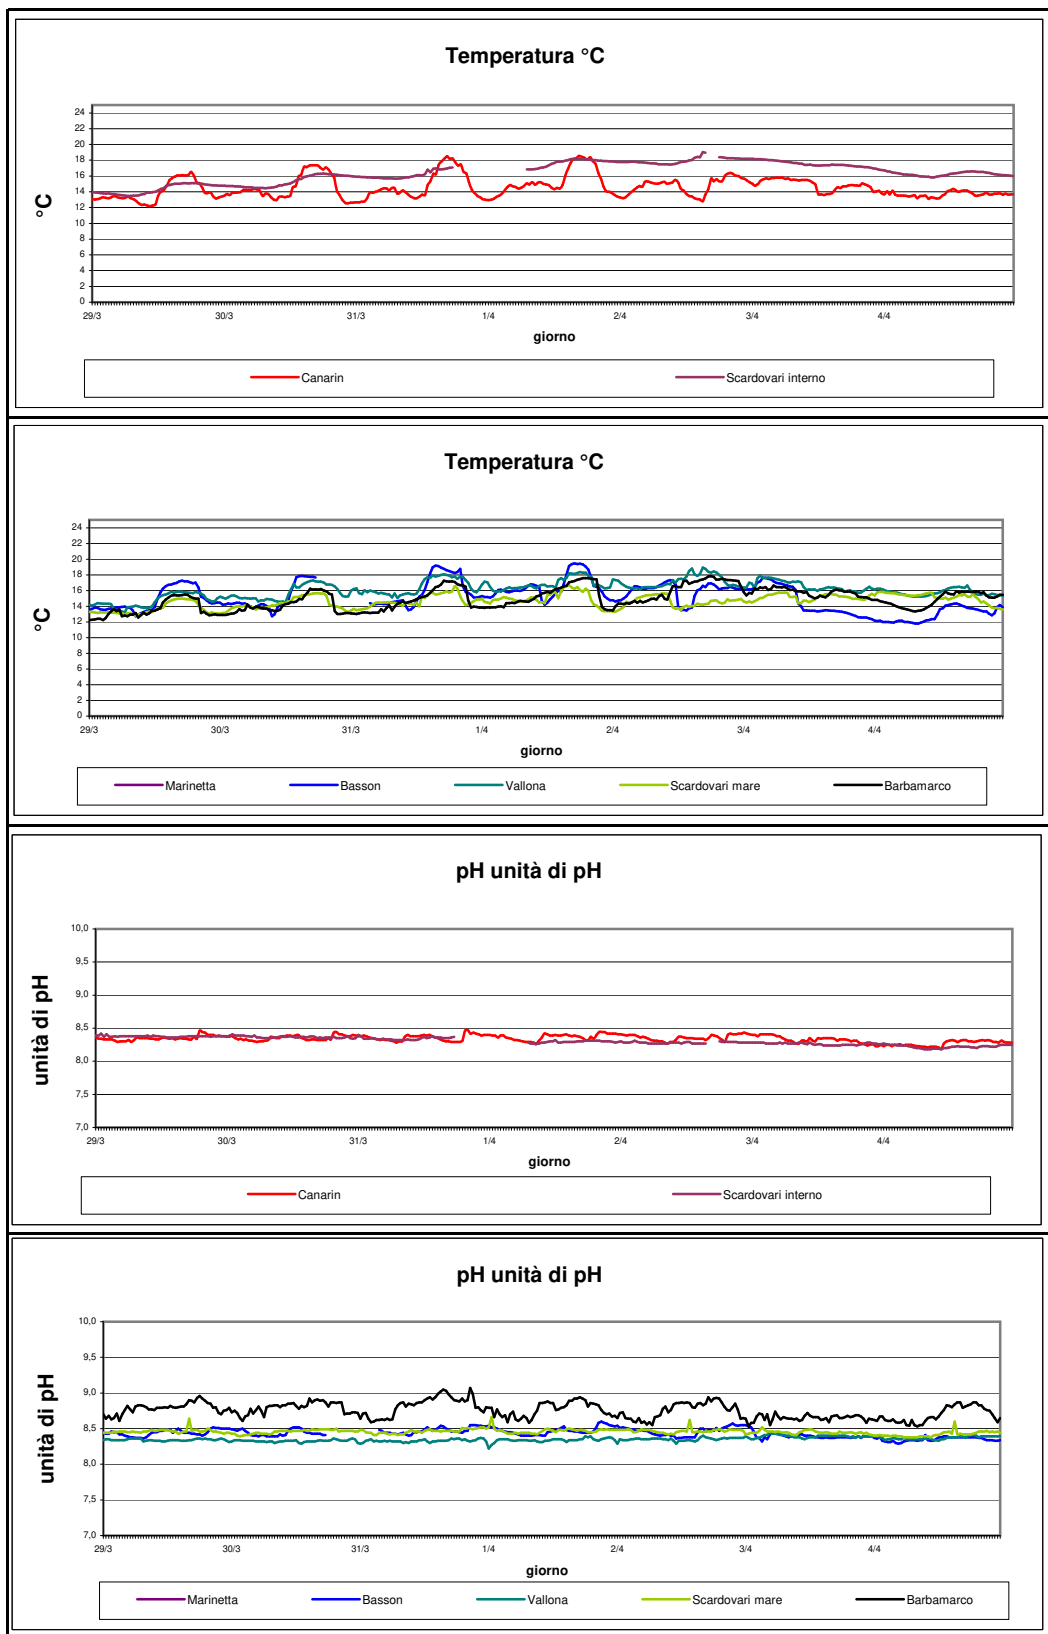 Temperatura °C
24
22
20
18
16
14
12
10
8
6
4
2
0
°C
29/3 30/3 31/3 1/4 2/4 3/4 4/4
giorno
Canarin Scardovari interno
Temperatura °C
24
22
20
18
16
14
12
10
8
6
4
2
0
°C
29/3 30/3 31/3 1/4 2/4 3/4 4/4
giorno
Marinetta Basson Vallona Scardovari mare Barbamarco
pH unità di pH
10,0
9,5
9,0
8,5
8,0
7,5
7,0
unità di pH
29/3 30/3 31/3 1/4 2/4 3/4 4/4
giorno
Canarin Scardovari interno
pH unità di pH
10,0
9,5
9,0
8,5
8,0
7,5
7,0
unità di pH
29/3 30/3 31/3 1/4 2/4 3/4 4/4
giorno
Marinetta Basson Vallona Scardovari mare Barbamarco